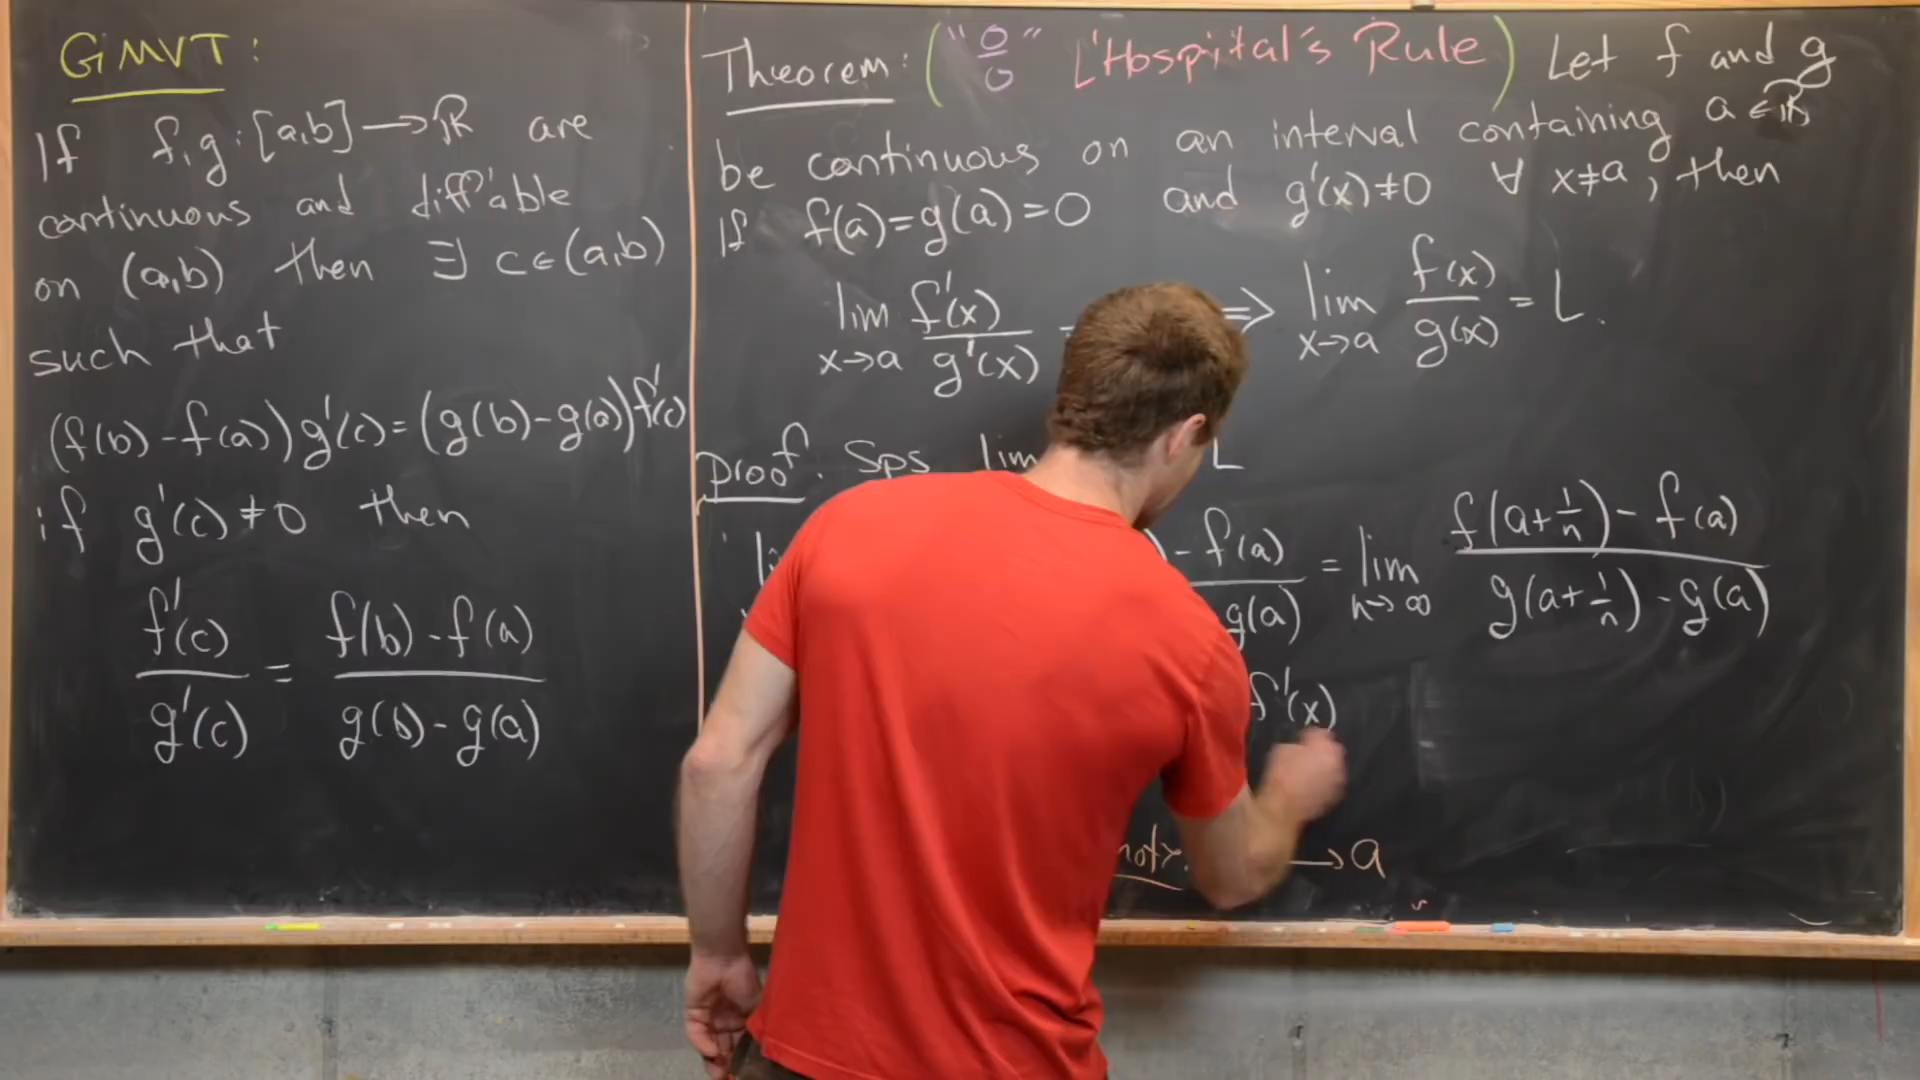 GMVT:
If f,g:[a,b]→ℝ are
continuous and diff'able
on (a,b) then ∃ c∈(a,b)
such that
(f(b)-f(a))g'(c)=(g(b)-g(a))f'(c)
if g'(c)≠0 then
f'(c)/g'(c) = (f(b)-f(a))/(g(b)-g(a))
Theorem: ("0/0" L'Hospital's Rule) Let f and g
be continuous on an interval containing a∈ℝ
If f(a)=g(a)=0 and g'(x)≠0 ∀ x≠a, then
lim x→a f'(x)/g'(x) ⇒ lim x→a f(x)/g(x) = L.
Proof. Sps lim L
- f(a) / g(a) = lim n→∞ (f(a+1/n)-f(a))/(g(a+1/n)-g(a))
f'(x)
note: → a